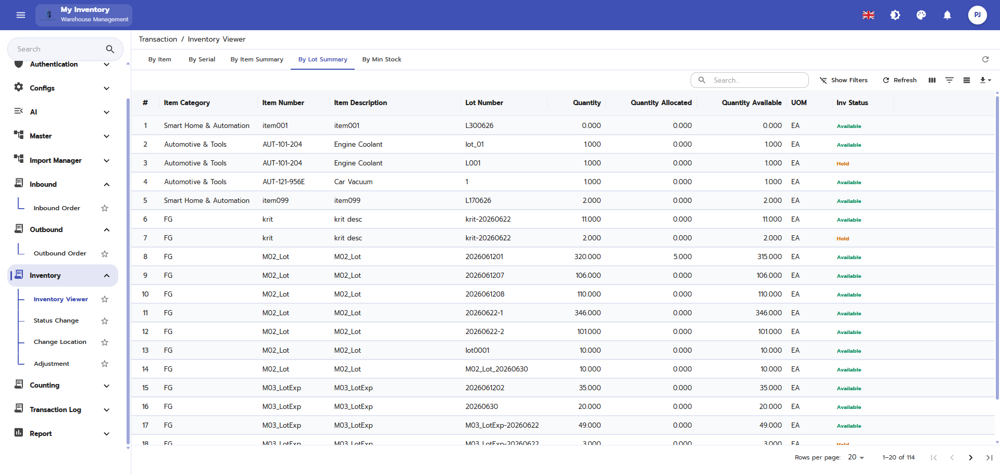 My Inventory
Warehouse Management
PJ
Search
Authentication
Configs
AI
Master
Import Manager
Inbound
Inbound Order
Outbound
Outbound Order
Inventory
Inventory Viewer
Status Change
Change Location
Adjustment
Counting
Transaction Log
Report
Transaction / Inventory Viewer
By Item By Serial By Item Summary By Lot Summary By Min Stock
Search... Show Filters Refresh
# Item Category Item Number Item Description Lot Number Quantity Quantity Allocated Quantity Available UOM Inv Status
1 Smart Home & Automation item001 item001 L300626 0.000 0.000 0.000 EA Available
2 Automotive & Tools AUT-101-204 Engine Coolant lot_01 1.000 0.000 1.000 EA Available
3 Automotive & Tools AUT-101-204 Engine Coolant L001 1.000 0.000 1.000 EA Hold
4 Automotive & Tools AUT-121-956E Car Vacuum 1 1.000 0.000 1.000 EA Available
5 Smart Home & Automation item099 item099 L170626 2.000 0.000 2.000 EA Available
6 FG krit krit desc krit-20260622 11.000 0.000 11.000 EA Available
7 FG krit krit desc krit-20260622 2.000 0.000 2.000 EA Hold
8 FG M02_Lot M02_Lot 2026061201 320.000 5.000 315.000 EA Available
9 FG M02_Lot M02_Lot 2026061207 106.000 0.000 106.000 EA Available
10 FG M02_Lot M02_Lot 2026061208 110.000 0.000 110.000 EA Available
11 FG M02_Lot M02_Lot 20260622-1 346.000 0.000 346.000 EA Available
12 FG M02_Lot M02_Lot 20260622-2 101.000 0.000 101.000 EA Available
13 FG M02_Lot M02_Lot lot0001 10.000 0.000 10.000 EA Available
14 FG M02_Lot M02_Lot M02_Lot_20260630 10.000 0.000 10.000 EA Available
15 FG M03_LotExp M03_LotExp 2026061202 35.000 0.000 35.000 EA Available
16 FG M03_LotExp M03_LotExp 20260630 20.000 0.000 20.000 EA Available
17 FG M03_LotExp M03_LotExp M03_LotExp-20260622 49.000 0.000 49.000 EA Available
18 FG M03_LotExp M03_LotExp M03_LotExp-20260622 3.000 0.000 3.000 EA Hold
Rows per page: 20 1–20 of 114